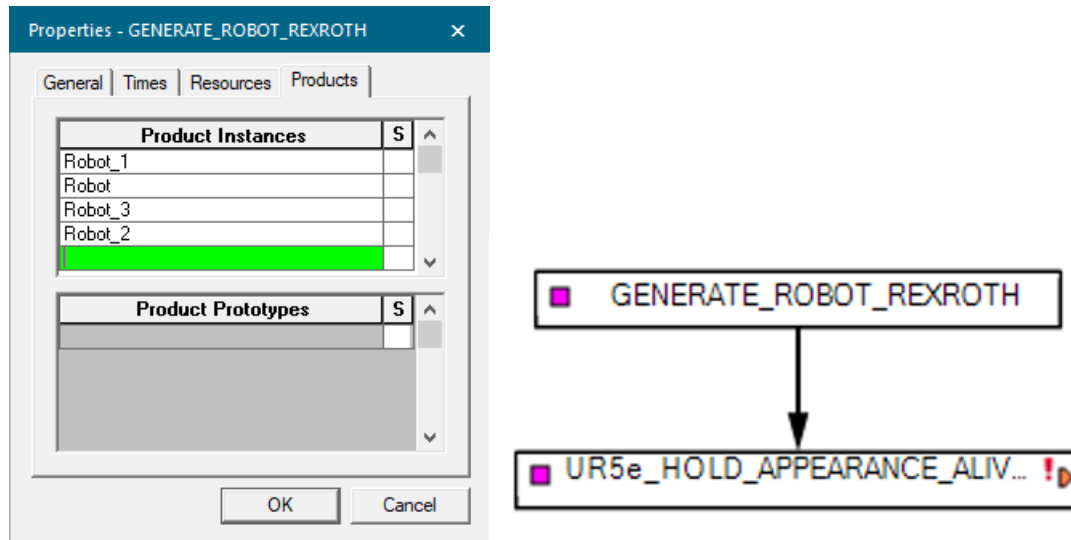 Properties - GENERATE_ROBOT_REXROTH
General Times Resources Products
Product Instances S
Robot_1
Robot
Robot_3
Robot_2
Product Prototypes S
OK Cancel
GENERATE_ROBOT_REXROTH
UR5e_HOLD_APPEARANCE_ALIV... !